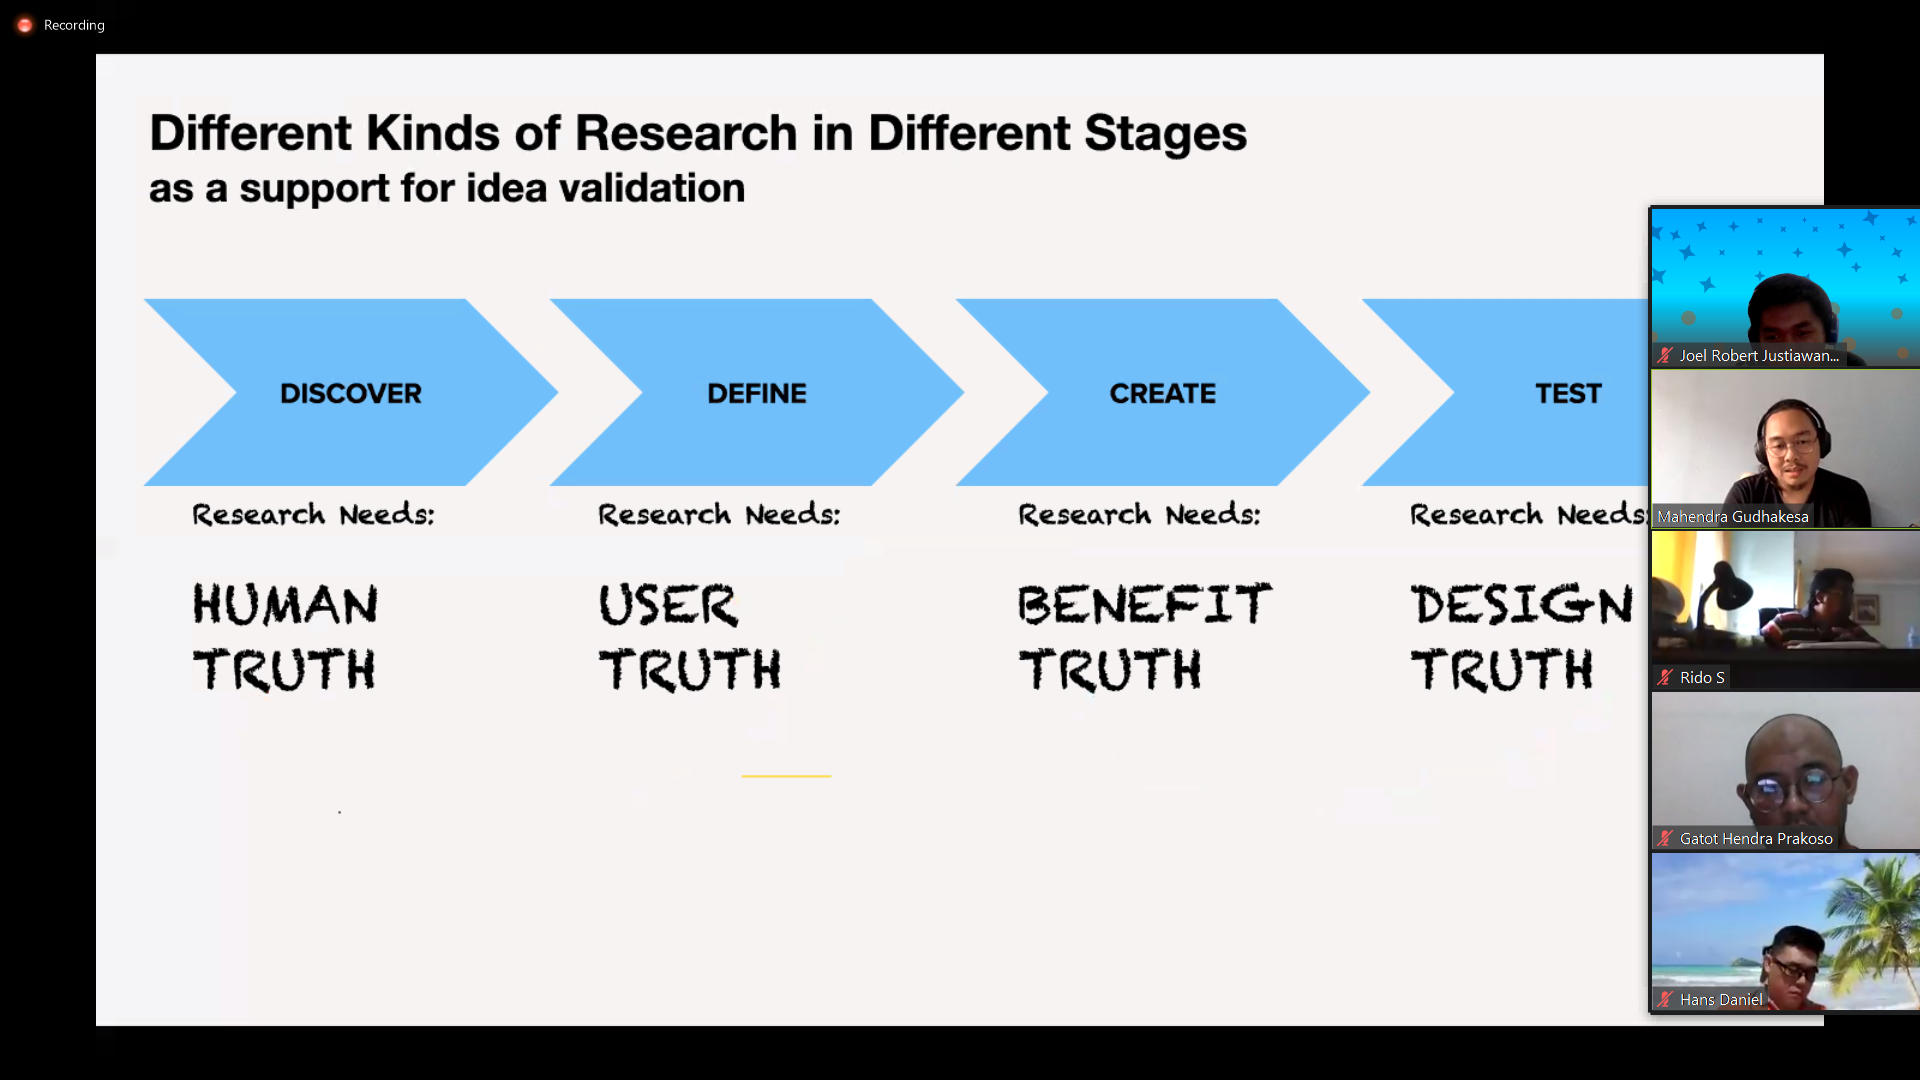 Recording
Different Kinds of Research in Different Stages
as a support for idea validation
DISCOVER
DEFINE
CREATE
TEST
Research Needs:
Research Needs:
Research Needs:
Research Needs:
HUMAN
TRUTH
USER
TRUTH
BENEFIT
TRUTH
DESIGN
TRUTH
Joel Robert Justiawan...
Mahendra Gudhakesa
Rido S
Gatot Hendra Prakoso
Hans Daniel